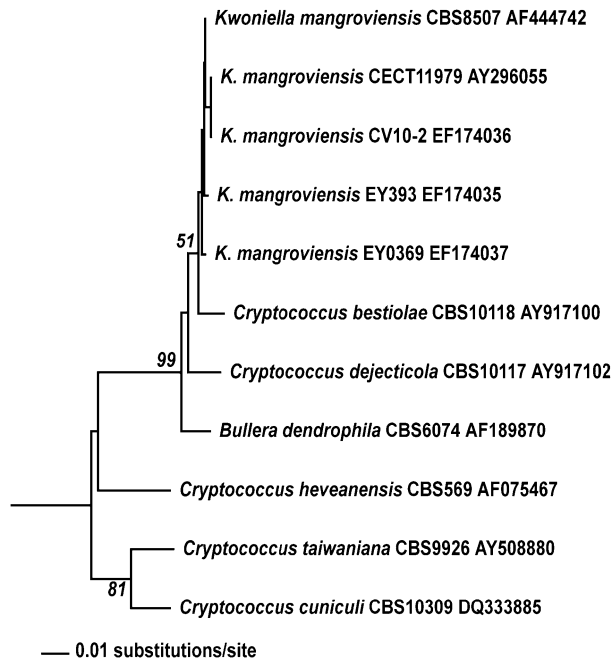 Kwoniella mangroviensis CBS8507 AF444742
K. mangroviensis CECT11979 AY296055
K. mangroviensis CV10-2 EF174036
K. mangroviensis EY393 EF174035
51
K. mangroviensis EY0369 EF174037
Cryptococcus bestiolae CBS10118 AY917100
99
Cryptococcus dejecticola CBS10117 AY917102
Bullera dendrophila CBS6074 AF189870
Cryptococcus heveanensis CBS569 AF075467
Cryptococcus taiwaniana CBS9926 AY508880
81
Cryptococcus cuniculi CBS10309 DQ333885
0.01 substitutions/site